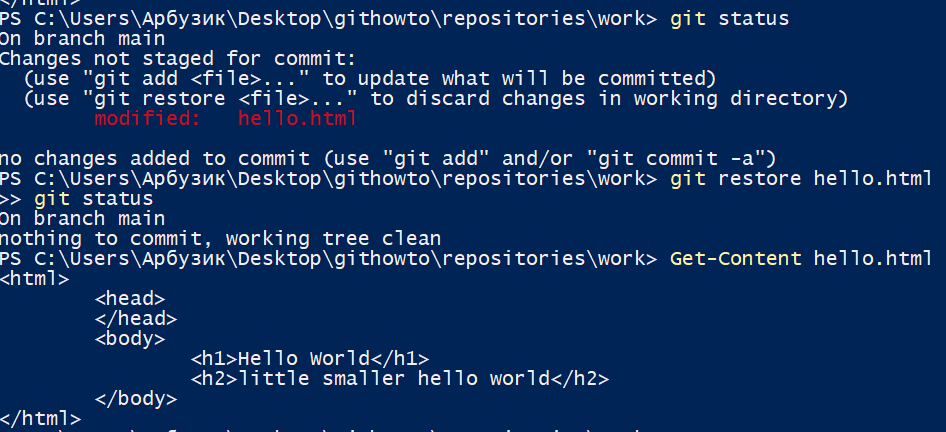 </html>
PS C:\Users\Арбузик\Desktop\githowto\repositories\work> git status
On branch main
Changes not staged for commit:
  (use "git add <file>..." to update what will be committed)
  (use "git restore <file>..." to discard changes in working directory)
        modified:   hello.html
no changes added to commit (use "git add" and/or "git commit -a")
PS C:\Users\Арбузик\Desktop\githowto\repositories\work> git restore hello.html
>> git status
On branch main
nothing to commit, working tree clean
PS C:\Users\Арбузик\Desktop\githowto\repositories\work> Get-Content hello.html
<html>
        <head>
        </head>
        <body>
                <h1>Hello World</h1>
                <h2>little smaller hello world</h2>
        </body>
</html>